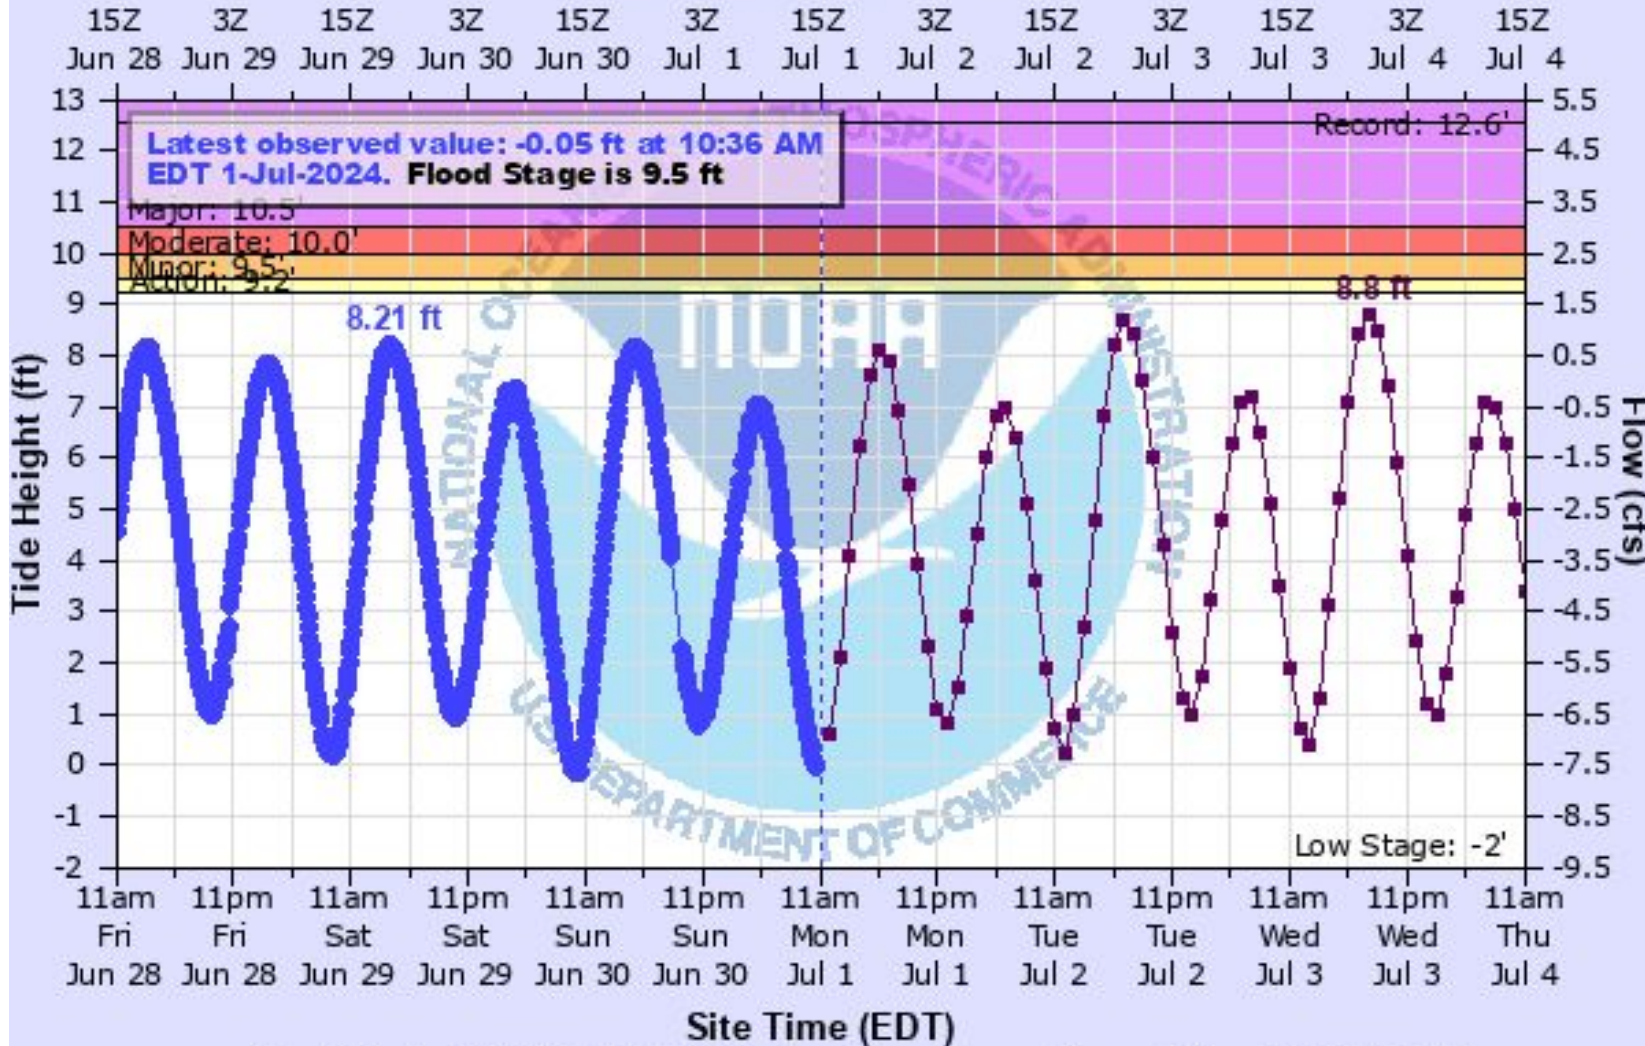 15Z 3Z 15Z 3Z 15Z 3Z 15Z 3Z 15Z 3Z 15Z 3Z 15Z
Jun 28 Jun 29 Jun 29 Jun 30 Jun 30 Jul 1 Jul 1 Jul 2 Jul 2 Jul 3 Jul 3 Jul 4 Jul 4
13 5.5
Record: 12.6'
Latest observed value: -0.05 ft at 10:36 AM
12 4.5
EDT 1-Jul-2024. Flood Stage is 9.5 ft
11 3.5
Major: 10.5'
Moderate: 10.0'
10 2.5
Minor: 9.5'
Action: 9.2'
8.8 ft
9 1.5
8.21 ft
NOAA
8 0.5
7 -0.5
6 -1.5
5 -2.5
4 -3.5
3 -4.5
2 -5.5
1 -6.5
0 -7.5
-1 -8.5
Low Stage: -2'
-2 -9.5
Tide Height (ft)
Flow (cfs)
NATIONAL OCEANIC ATMOSPHERIC ADMINISTRATION
U.S. DEPARTMENT OF COMMERCE
11am 11pm 11am 11pm 11am 11pm 11am 11pm 11am 11pm 11am 11pm 11am
Fri Fri Sat Sat Sun Sun Mon Mon Tue Tue Wed Wed Thu
Jun 28 Jun 28 Jun 29 Jun 29 Jun 30 Jun 30 Jul 1 Jul 1 Jul 2 Jul 2 Jul 3 Jul 3 Jul 4
Site Time (EDT)